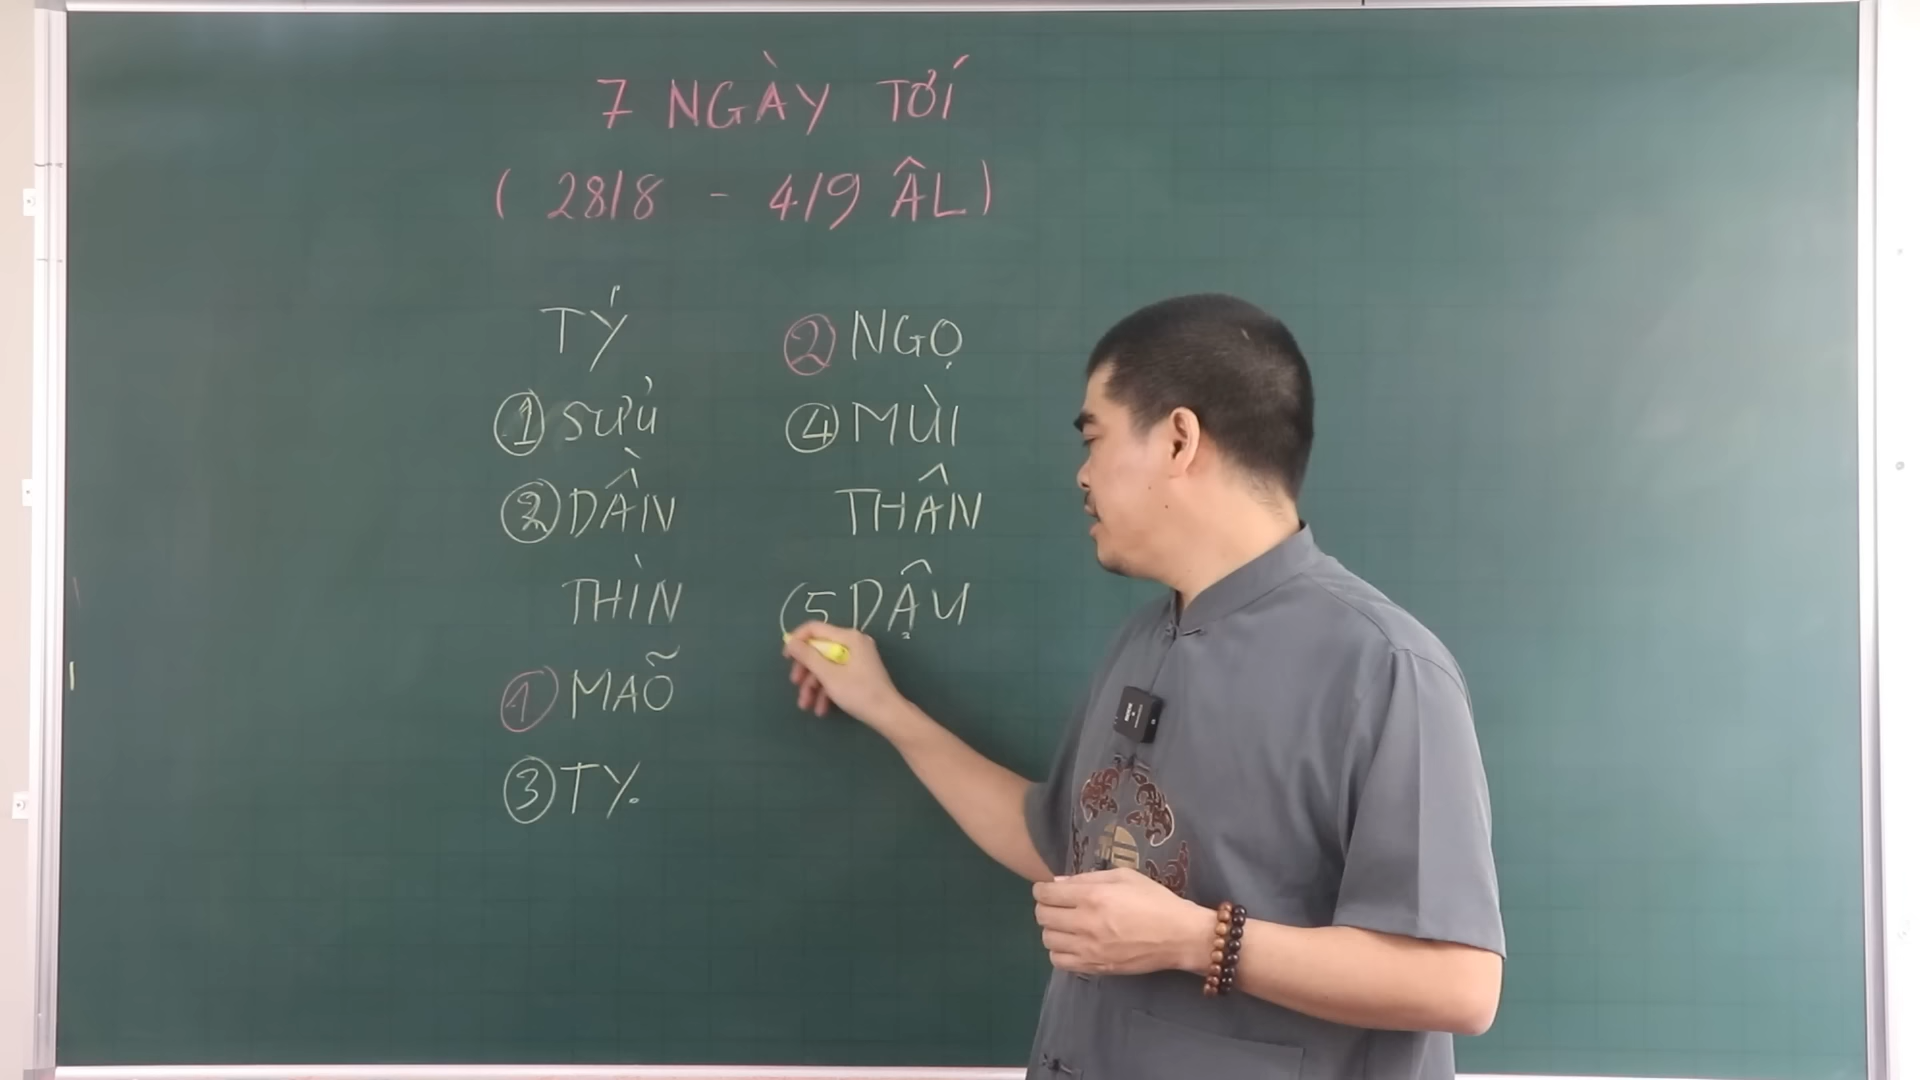 7 NGÀY TỚI
( 28/8 - 4/9 ÂL )
TÝ
① SỬU
② DẦN
THÌN
① MAÕ
③ TỴ
② NGỌ
④ MÙI
THÂN
(5 DẬU